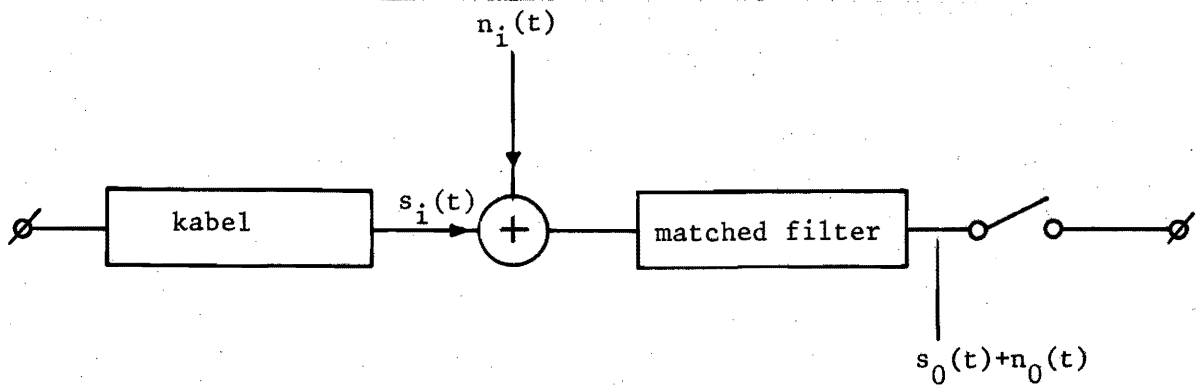 n_i(t)
kabel
s_i(t)
+
matched filter
s_0(t)+n_0(t)